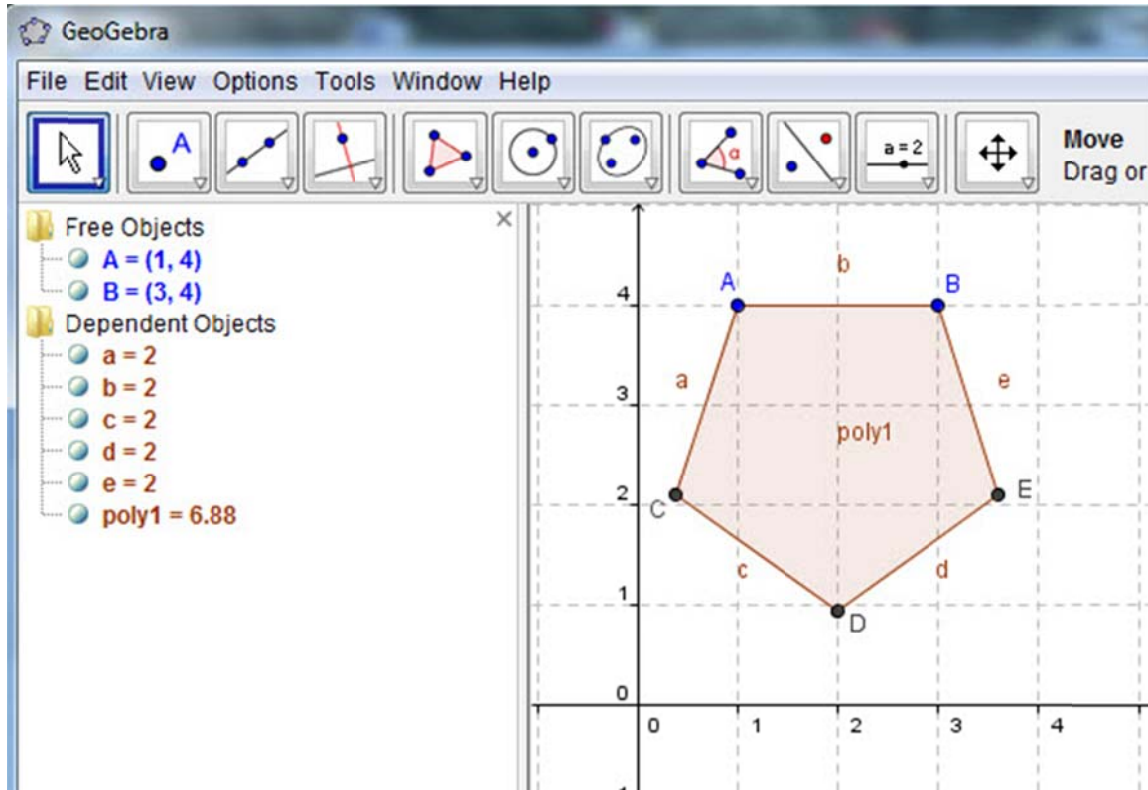 GeoGebra
File Edit View Options Tools Window Help
A
α
a = 2
Move
Drag or
Free Objects
A = (1, 4)
B = (3, 4)
Dependent Objects
a = 2
b = 2
c = 2
d = 2
e = 2
poly1 = 6.88
b
A
B
4
a
e
3
poly1
2
C
E
c
d
1
D
0
0 1 2 3 4